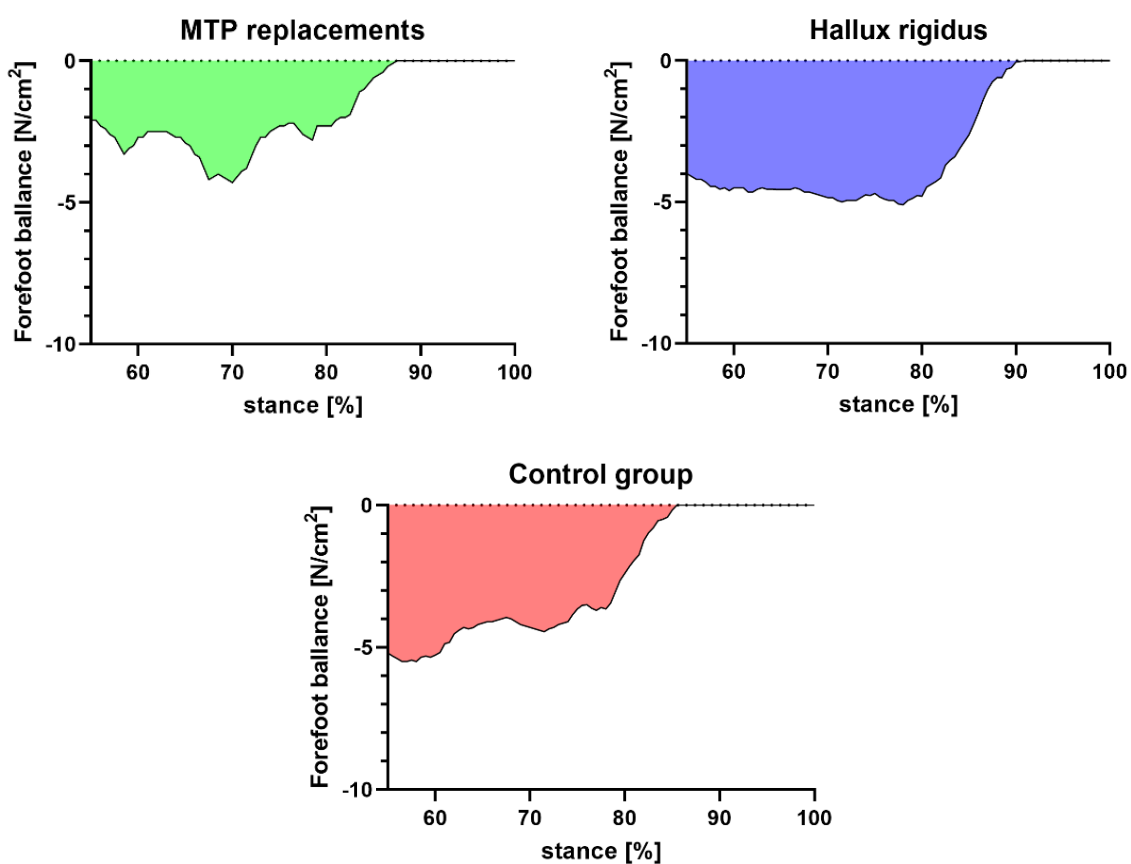 MTP replacements
0
-5
-10
Forefoot ballance [N/cm²]
60 70 80 90 100
stance [%]
Hallux rigidus
0
-5
-10
Forefoot ballance [N/cm²]
60 70 80 90 100
stance [%]
Control group
0
-5
-10
Forefoot ballance [N/cm²]
60 70 80 90 100
stance [%]